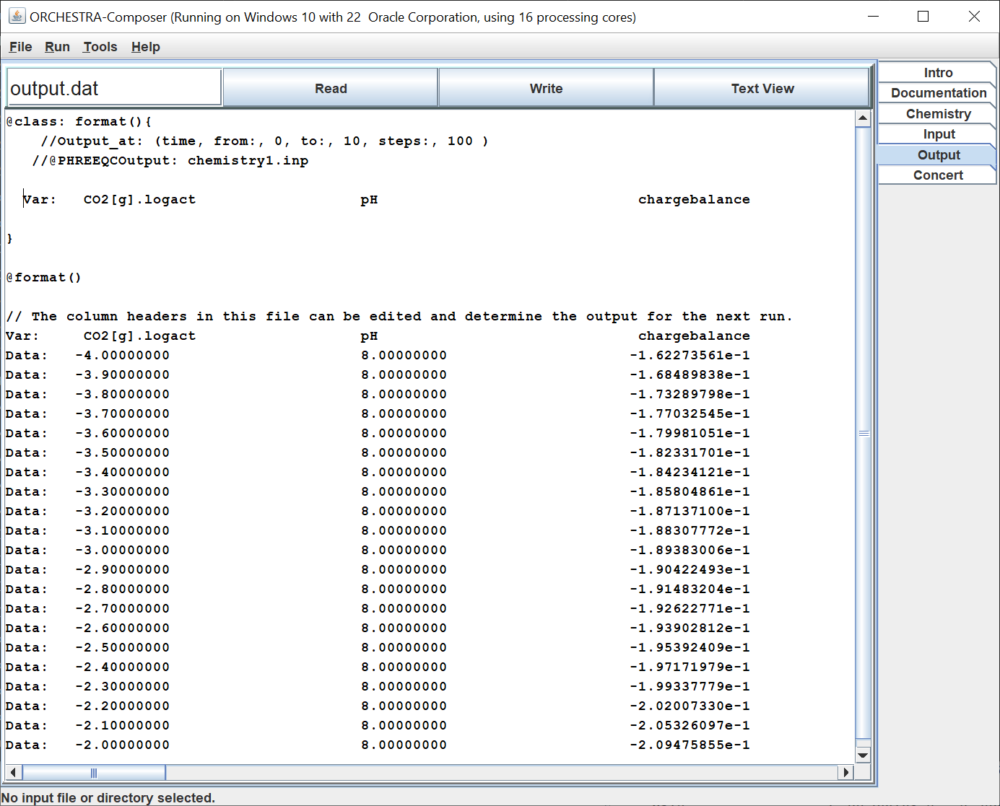 ORCHESTRA-Composer (Running on Windows 10 with 22 Oracle Corporation, using 16 processing cores)
File Run Tools Help
output.dat Read Write Text View
@class: format(){
//Output_at: (time, from:, 0, to:, 10, steps:, 100 )
//@PHREEQCOutput: chemistry1.inp
Var: CO2[g].logact pH chargebalance
}
@format()
// The column headers in this file can be edited and determine the output for the next run.
Var: CO2[g].logact pH chargebalance
Data: -4.00000000 8.00000000 -1.62273561e-1
Data: -3.90000000 8.00000000 -1.68489838e-1
Data: -3.80000000 8.00000000 -1.73289798e-1
Data: -3.70000000 8.00000000 -1.77032545e-1
Data: -3.60000000 8.00000000 -1.79981051e-1
Data: -3.50000000 8.00000000 -1.82331701e-1
Data: -3.40000000 8.00000000 -1.84234121e-1
Data: -3.30000000 8.00000000 -1.85804861e-1
Data: -3.20000000 8.00000000 -1.87137100e-1
Data: -3.10000000 8.00000000 -1.88307772e-1
Data: -3.00000000 8.00000000 -1.89383006e-1
Data: -2.90000000 8.00000000 -1.90422493e-1
Data: -2.80000000 8.00000000 -1.91483204e-1
Data: -2.70000000 8.00000000 -1.92622771e-1
Data: -2.60000000 8.00000000 -1.93902812e-1
Data: -2.50000000 8.00000000 -1.95392409e-1
Data: -2.40000000 8.00000000 -1.97171979e-1
Data: -2.30000000 8.00000000 -1.99337779e-1
Data: -2.20000000 8.00000000 -2.02007330e-1
Data: -2.10000000 8.00000000 -2.05326097e-1
Data: -2.00000000 8.00000000 -2.09475855e-1
Intro
Documentation
Chemistry
Input
Output
Concert
No input file or directory selected.